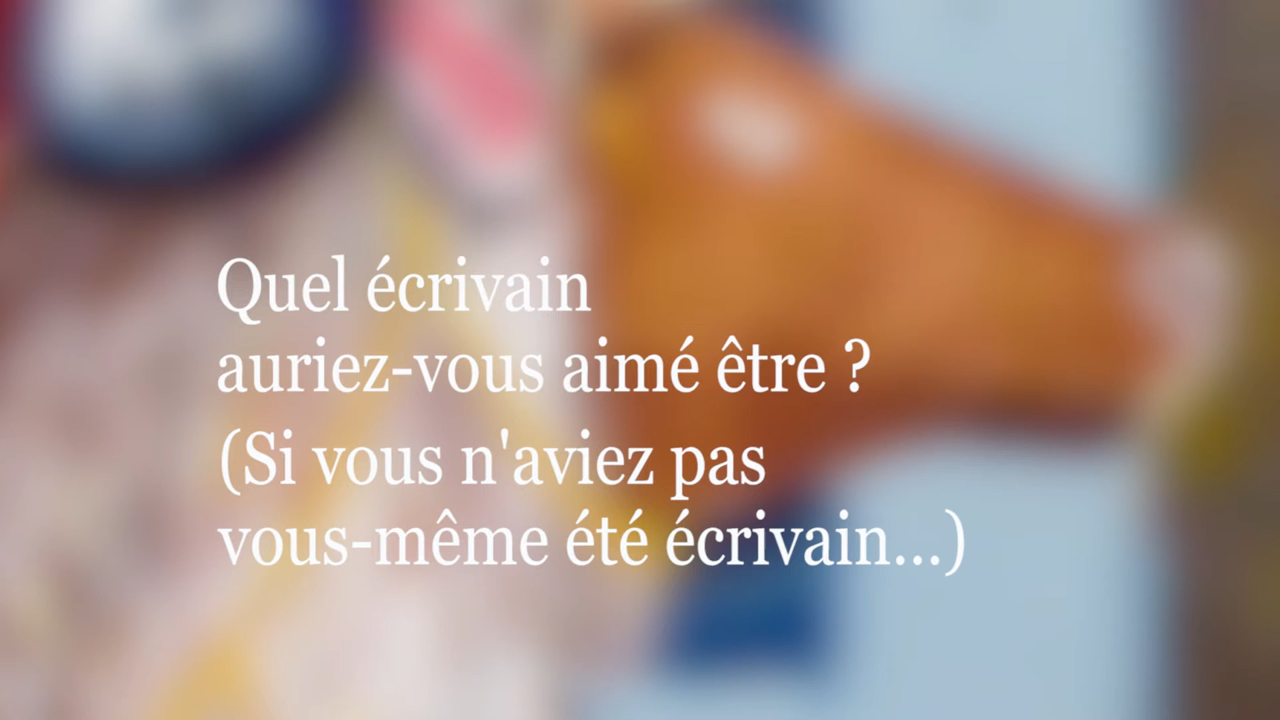 Quel écrivain
auriez-vous aimé être ?
(Si vous n'aviez pas
vous-même été écrivain...)